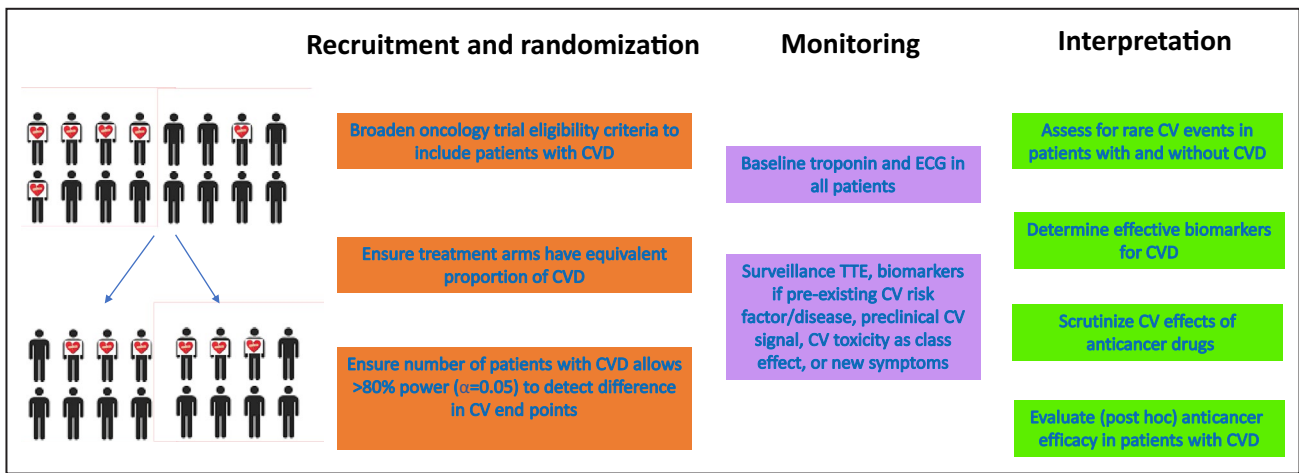 Recruitment and randomization
Monitoring
Interpretation
Broaden oncology trial eligibility criteria to
include patients with CVD
Ensure treatment arms have equivalent
proportion of CVD
Ensure number of patients with CVD allows
>80% power (α=0.05) to detect difference
in CV end points
Baseline troponin and ECG in
all patients
Surveillance TTE, biomarkers
if pre-existing CV risk
factor/disease, preclinical CV
signal, CV toxicity as class
effect, or new symptoms
Assess for rare CV events in
patients with and without CVD
Determine effective biomarkers
for CVD
Scrutinize CV effects of
anticancer drugs
Evaluate (post hoc) anticancer
efficacy in patients with CVD